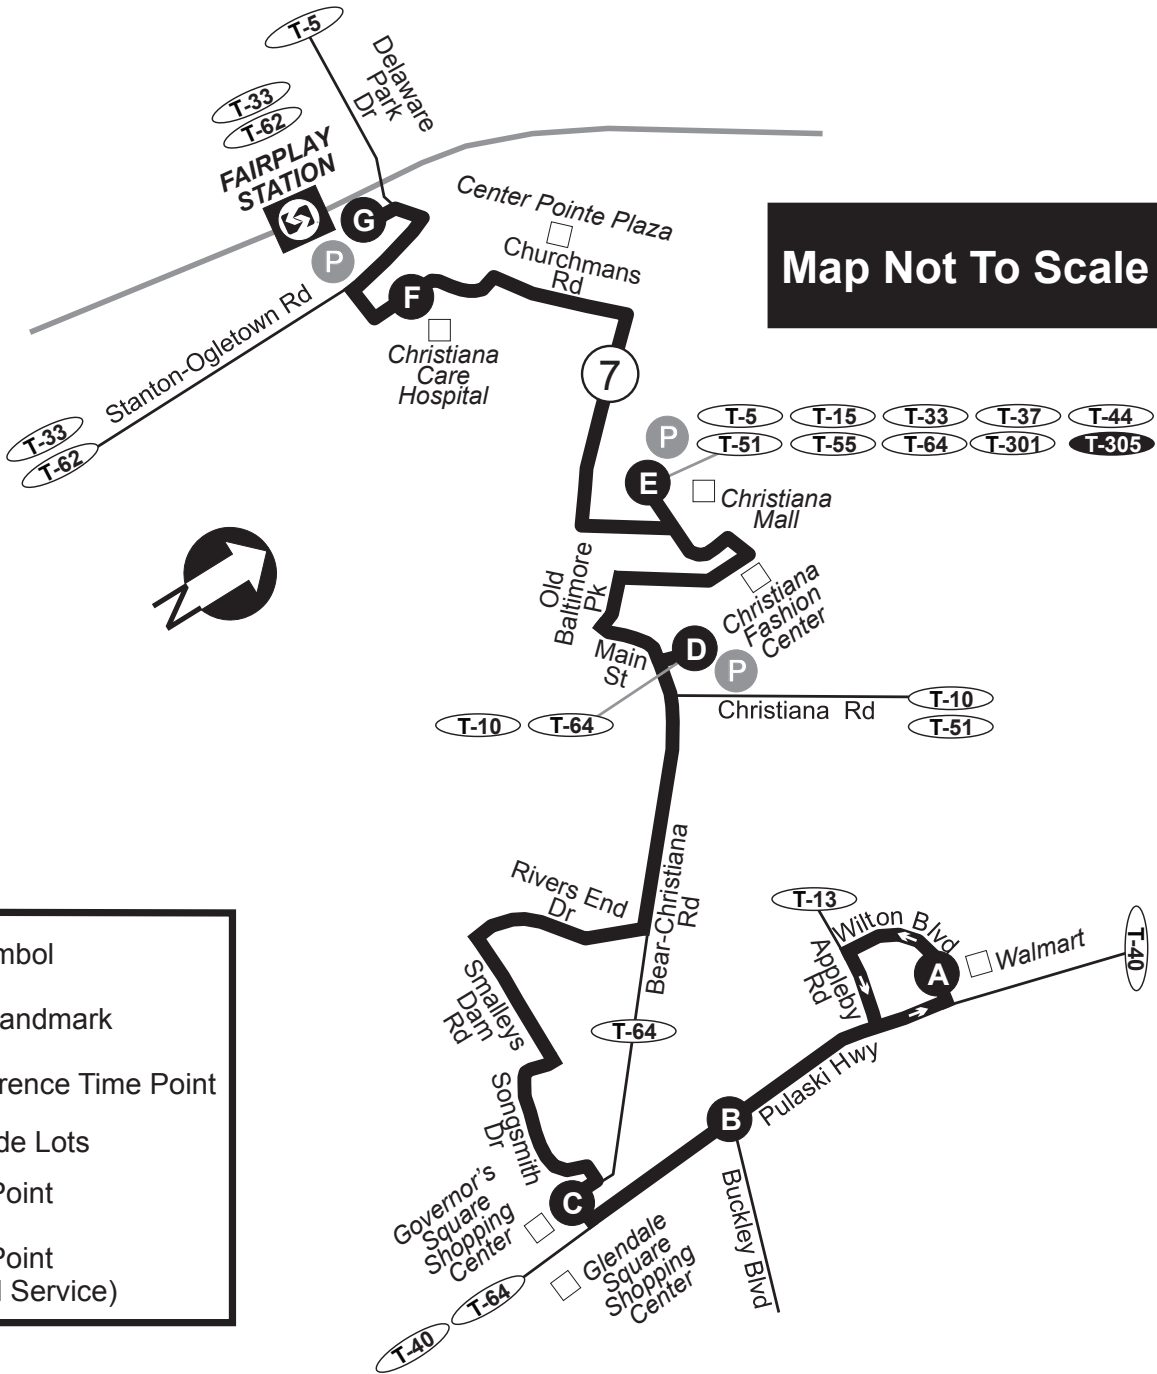 T-5
Delaware
Park
Dr
T-33
T-62
FAIRPLAY
STATION
G
P
Center Pointe Plaza
Churchmans
Rd
Map Not To Scale
F
Stanton-Ogletown Rd
Christiana
Care
Hospital
7
T-33
T-62
P
T-5 T-15 T-33 T-37 T-44
T-51 T-55 T-64 T-301 T-305
E
Christiana
Mall
N
Old
Baltimore
Pk
Christiana
Fashion
Center
Main
St
D
P
T-10 T-64
Christiana Rd
T-10
T-51
Bear-Christiana
Rd
Rivers End
Dr
T-13
Wilton Blvd
Appleby
Rd
A
Walmart
T-40
Smalleys
Dam
Rd
T-64
Songsmith
Dr
B
Pulaski Hwy
Buckley Blvd
C
Governor's
Square
Shopping
Center
Glendale
Square
Shopping
Center
T-64
T-40
mbol
andmark
rence Time Point
de Lots
Point
Point
l Service)